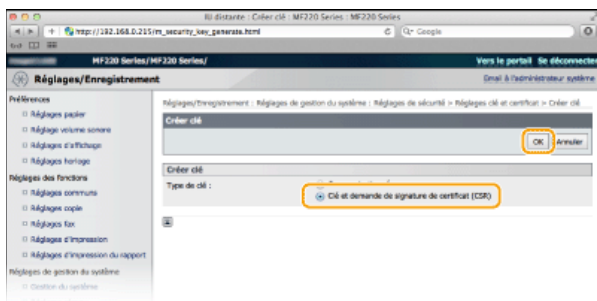 RI distante : Créer clé : MF220 Series : MF220 Series
http://192.168.0.215/m_security_key_generate.html
Google
MF220 Series/MF220 Series/
Vers le portail Se déconnecter
Réglages/Enregistrement
Email à l'administrateur système
Préférences
Réglages papier
Réglage volume sonore
Réglages d'affichage
Réglages horloge
Réglages des fonctions
Réglages communs
Réglages copie
Réglages fax
Réglages d'impression
Réglages d'impression du rapport
Réglages de gestion du système
Gestion du système
Réglages/Enregistrement : Réglages de gestion du système : Réglages de sécurité > Réglages clé et certificat > Créer clé
Créer clé
OK
Annuler
Créer clé
Type de clé :
Clé et demande de signature de certificat (CSR)